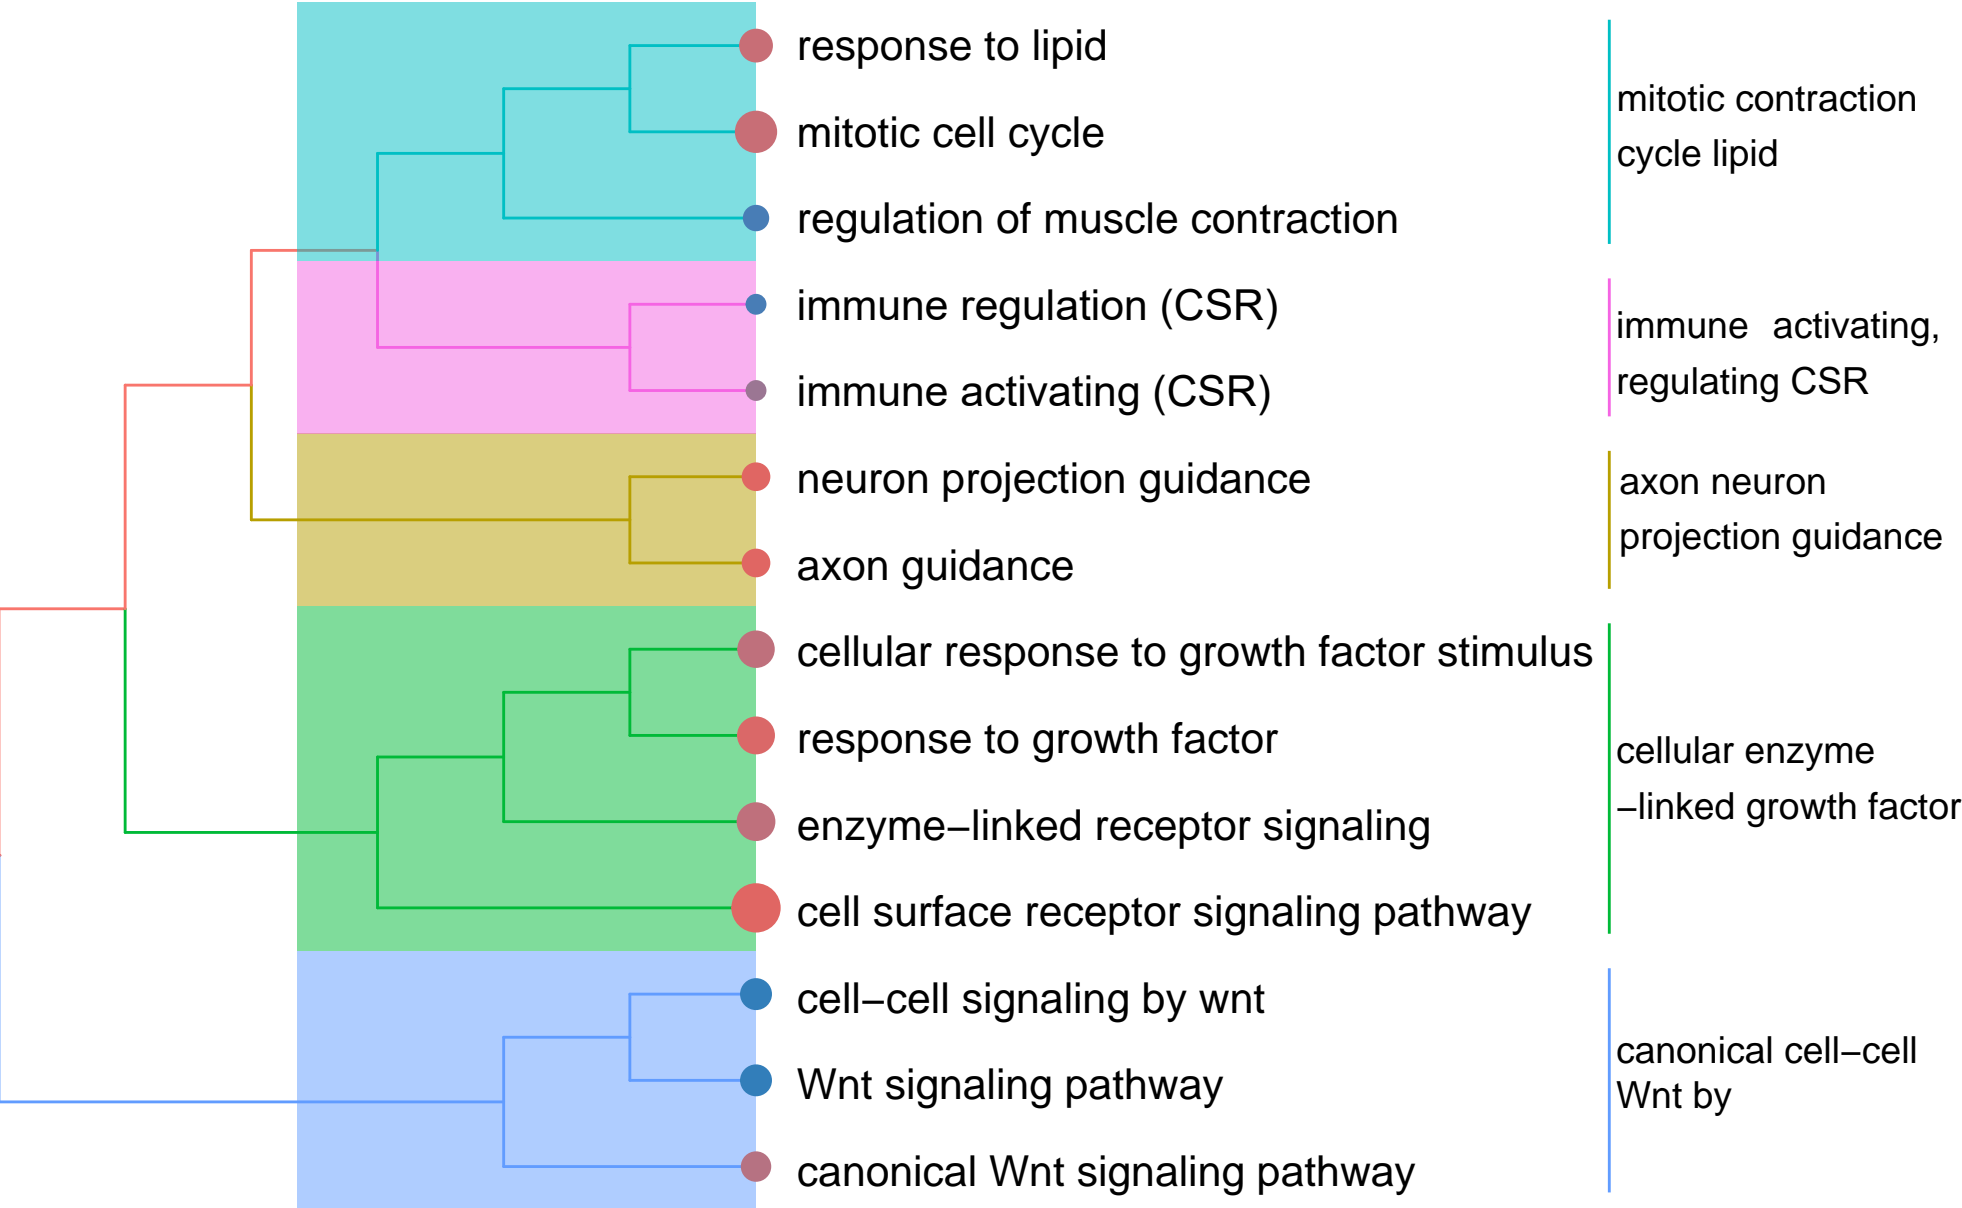 response to lipid
mitotic cell cycle
regulation of muscle contraction
mitotic contraction
cycle lipid
immune regulation (CSR)
immune activating (CSR)
immune activating,
regulating CSR
neuron projection guidance
axon guidance
axon neuron
projection guidance
cellular response to growth factor stimulus
response to growth factor
enzyme–linked receptor signaling
cell surface receptor signaling pathway
cellular enzyme
–linked growth factor
cell–cell signaling by wnt
Wnt signaling pathway
canonical Wnt signaling pathway
canonical cell–cell
Wnt by